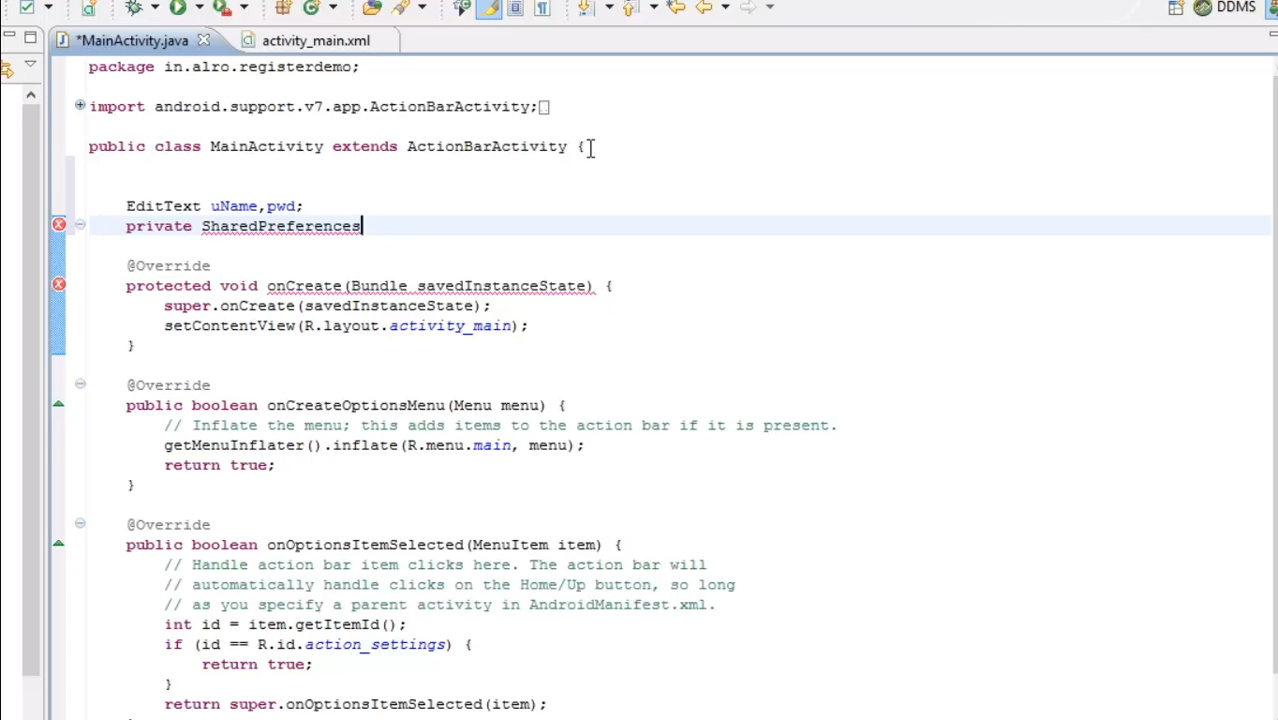 DDMS
*MainActivity.java
activity_main.xml
package in.alro.registerdemo;
import android.support.v7.app.ActionBarActivity;
public class MainActivity extends ActionBarActivity {
EditText uName,pwd;
private SharedPreferences
@Override
protected void onCreate(Bundle savedInstanceState) {
super.onCreate(savedInstanceState);
setContentView(R.layout.activity_main);
}
@Override
public boolean onCreateOptionsMenu(Menu menu) {
// Inflate the menu; this adds items to the action bar if it is present.
getMenuInflater().inflate(R.menu.main, menu);
return true;
}
@Override
public boolean onOptionsItemSelected(MenuItem item) {
// Handle action bar item clicks here. The action bar will
// automatically handle clicks on the Home/Up button, so long
// as you specify a parent activity in AndroidManifest.xml.
int id = item.getItemId();
if (id == R.id.action_settings) {
return true;
}
return super.onOptionsItemSelected(item);